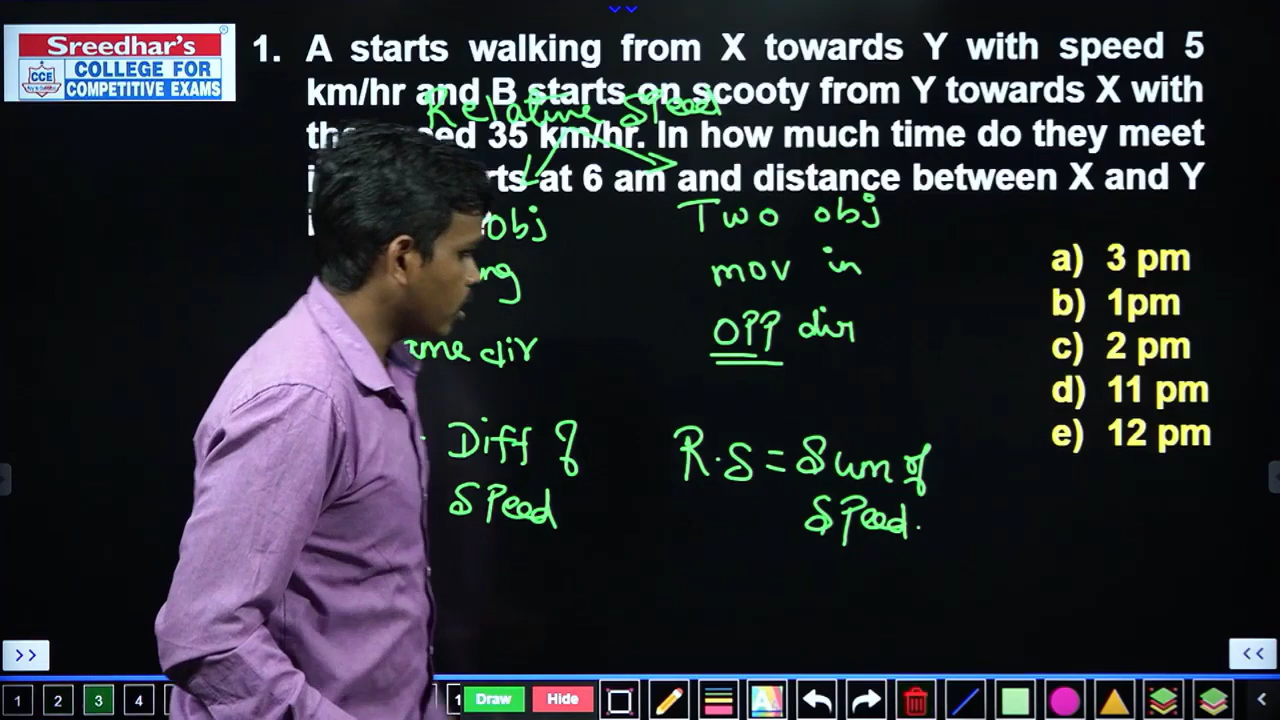 Sreedhar's
CCE
COLLEGE FOR
COMPETITIVE EXAMS
1. A starts walking from X towards Y with speed 5
km/hr and B starts on scooty from Y towards X with
35 km/hr. In how much time do they meet
at 6 am and distance between X and Y
Relative Speed
obj
dir
Diff of
Speed
Two obj
mov in
OPP dir
R.S = Sum of
Speed.
a) 3 pm
b) 1pm
c) 2 pm
d) 11 pm
e) 12 pm
>>
<<
1 2 3 4
Draw
Hide